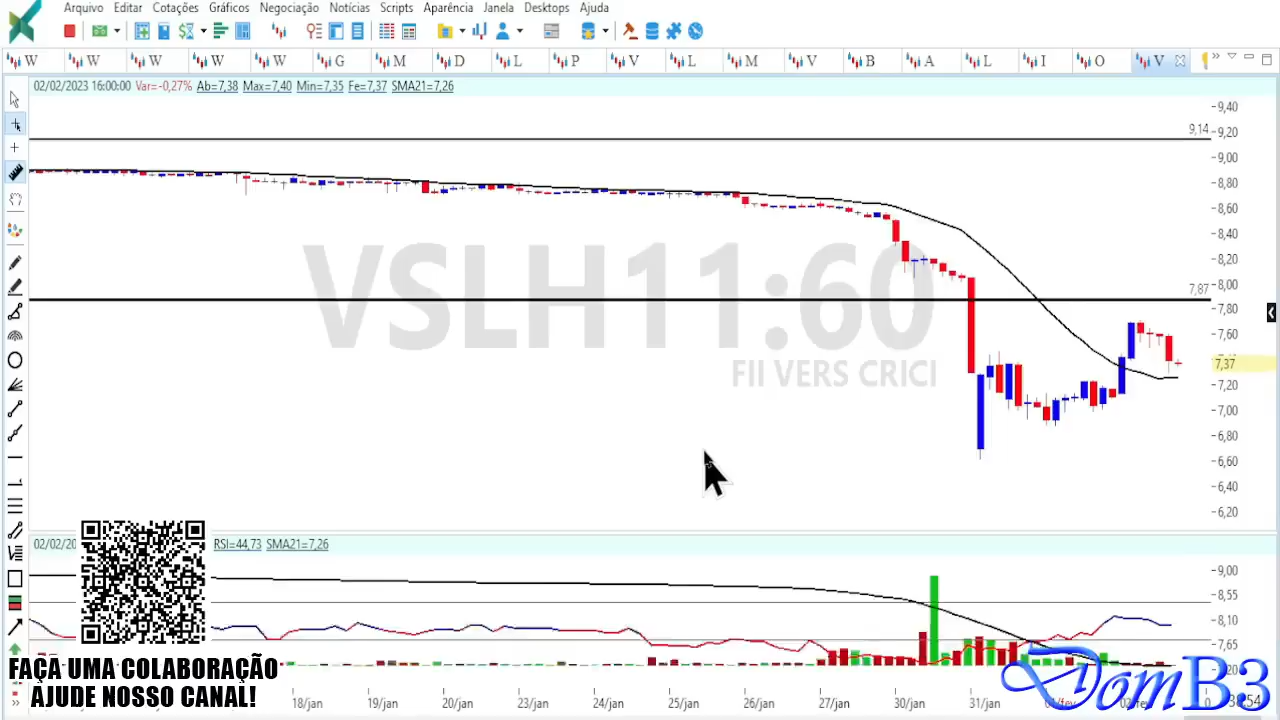 Arquivo Editar Cotações Gráficos Negociação Notícias Scripts Aparência Janela Desktops Ajuda
W W W W W G M D L P V L M V B A L I O V
02/02/2023 16:00:00 Var=-0,27% Ab=7,38 Max=7,40 Min=7,35 Fe=7,37 SMA21=7,26
9,40
9,14
9,20
9,00
8,80
8,60
8,40
8,20
7,87
8,00
7,80
7,60
7,37
7,20
7,00
6,80
6,60
6,40
6,20
VSLH11:60
FII VERS CRICI
02/02/20 RSI=44,73 SMA21=7,26
9,00
8,55
8,10
7,65
FAÇA UMA COLABORAÇÃO
AJUDE NOSSO CANAL!
18/jan 19/jan 20/jan 23/jan 24/jan 25/jan 26/jan 27/jan 30/jan 31/jan
DomB3